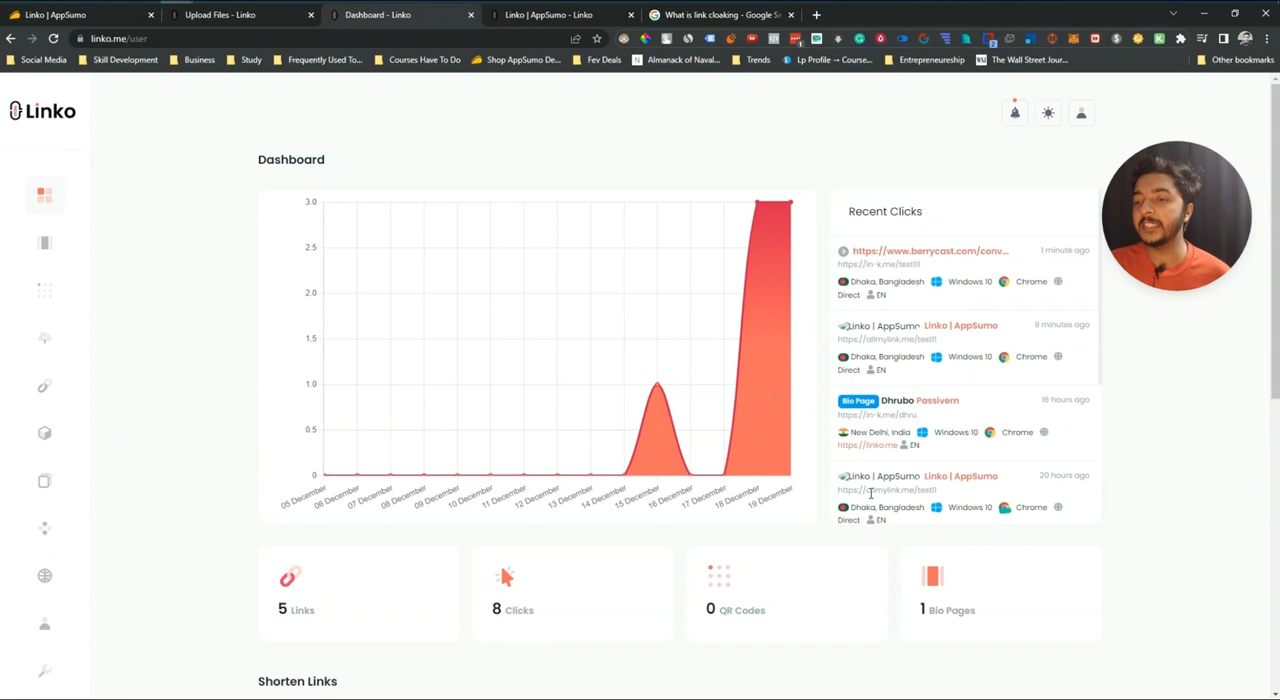 Linko | AppSumo
Upload Files - Linko
Dashboard - Linko
Linko | AppSumo - Linko
What is link cloaking - Google Se
linko.me/user
Social Media
Skill Development
Business
Study
Frequently Used To...
Courses Have To Do
Shop AppSumo De...
Fev Deals
Almanack of Naval...
Trends
Lp Profile → Course...
Entrepreneurship
The Wall Street Jour...
Other bookmarks
Linko
Dashboard
3.0
2.5
2.0
1.5
1.0
0.5
0
05 December
06 December
07 December
08 December
09 December
10 December
11 December
12 December
13 December
14 December
15 December
16 December
17 December
18 December
19 December
Recent Clicks
https://www.berrycast.com/conv... 1 minute ago
https://in-k.me/test111
Dhaka, Bangladesh Windows 10 Chrome
Direct EN
Linko | AppSumo Linko | AppSumo 9 minutes ago
https://allmylink.me/test11
Dhaka, Bangladesh Windows 10 Chrome
Direct EN
Bio Page Dhrubo Passivern 16 hours ago
https://in-k.me/dhru
New Delhi, India Windows 10 Chrome
https://linko.me EN
Linko | AppSumo Linko | AppSumo 20 hours ago
https://allmylink.me/test11
Dhaka, Bangladesh Windows 10 Chrome
Direct EN
5 Links
8 Clicks
0 QR Codes
1 Bio Pages
Shorten Links